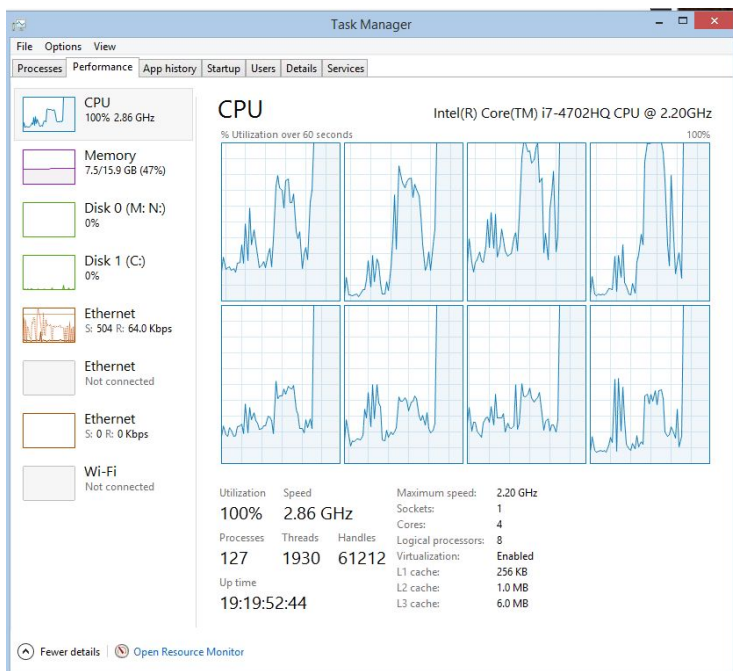 Task Manager
File Options View
Processes Performance App history Startup Users Details Services
CPU
100% 2.86 GHz
Memory
7.5/15.9 GB (47%)
Disk 0 (M: N:)
0%
Disk 1 (C:)
0%
Ethernet
S: 504 R: 64.0 Kbps
Ethernet
Not connected
Ethernet
S: 0 R: 0 Kbps
Wi-Fi
Not connected
CPU Intel(R) Core(TM) i7-4702HQ CPU @ 2.20GHz
% Utilization over 60 seconds 100%
Utilization Speed
100% 2.86 GHz
Processes Threads Handles
127 1930 61212
Up time
19:19:52:44
Maximum speed: 2.20 GHz
Sockets: 1
Cores: 4
Logical processors: 8
Virtualization: Enabled
L1 cache: 256 KB
L2 cache: 1.0 MB
L3 cache: 6.0 MB
Fewer details Open Resource Monitor